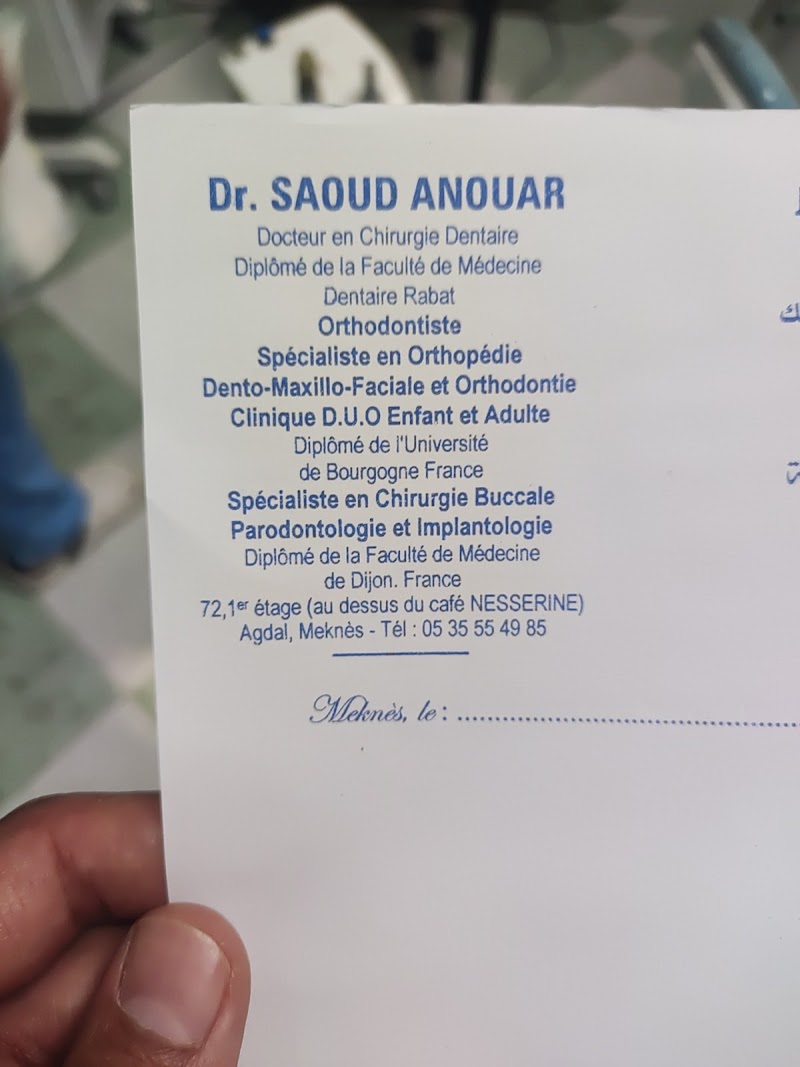 Dr. SAOUD ANOUAR
Docteur en Chirurgie Dentaire
Diplômé de la Faculté de Médecine
Dentaire Rabat
Orthodontiste
Spécialiste en Orthopédie
Dento-Maxillo-Faciale et Orthodontie
Clinique D.U.O Enfant et Adulte
Diplômé de l'Université
de Bourgogne France
Spécialiste en Chirurgie Buccale
Parodontologie et Implantologie
Diplômé de la Faculté de Médecine
de Dijon. France
72,1er étage (au dessus du café NESSERINE)
Agdal, Meknès - Tél : 05 35 55 49 85
Meknès, le : ........................................